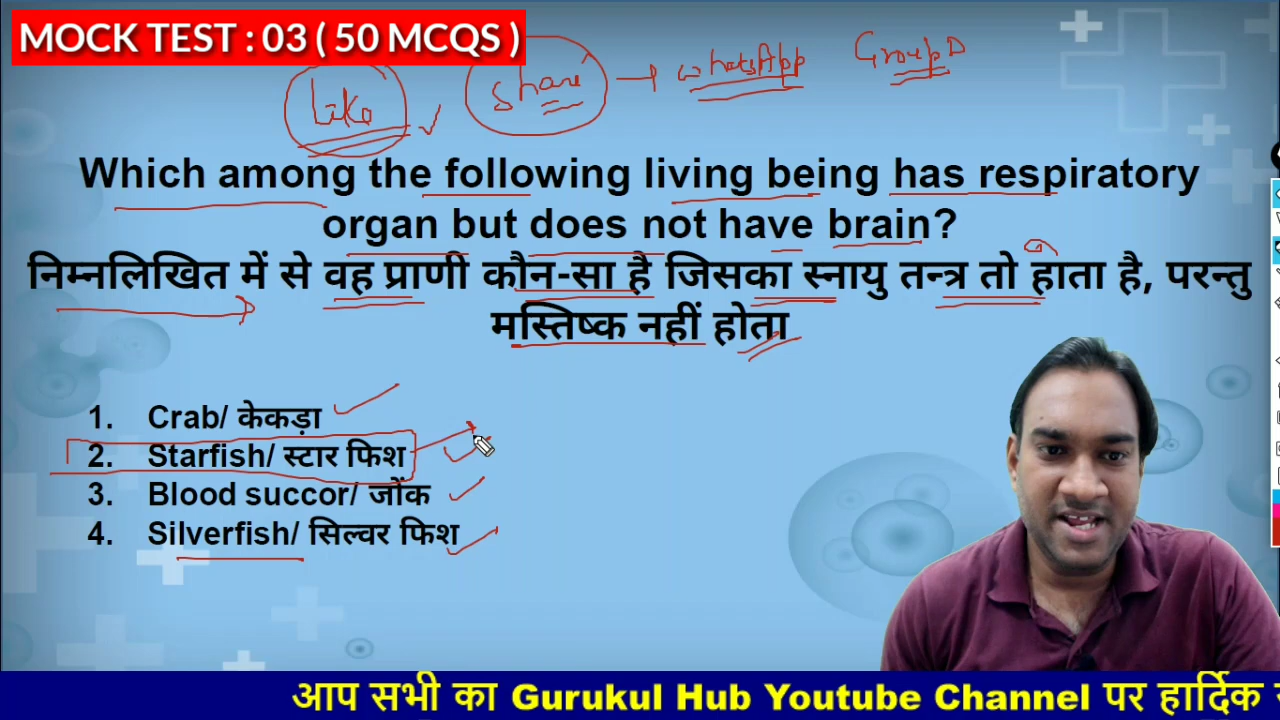 MOCK TEST : 03 ( 50 MCQS )
Like share → WhatsApp GroupD
Which among the following living being has respiratory
organ but does not have brain?
निम्नलिखित में से वह प्राणी कौन-सा है जिसका स्नायु तन्त्र तो हाता है, परन्तु
मस्तिष्क नहीं होता
1. Crab/ केकड़ा
2. Starfish/ स्टार फिश
3. Blood succor/ जोंक
4. Silverfish/ सिल्वर फिश
आप सभी का Gurukul Hub Youtube Channel पर हार्दिक